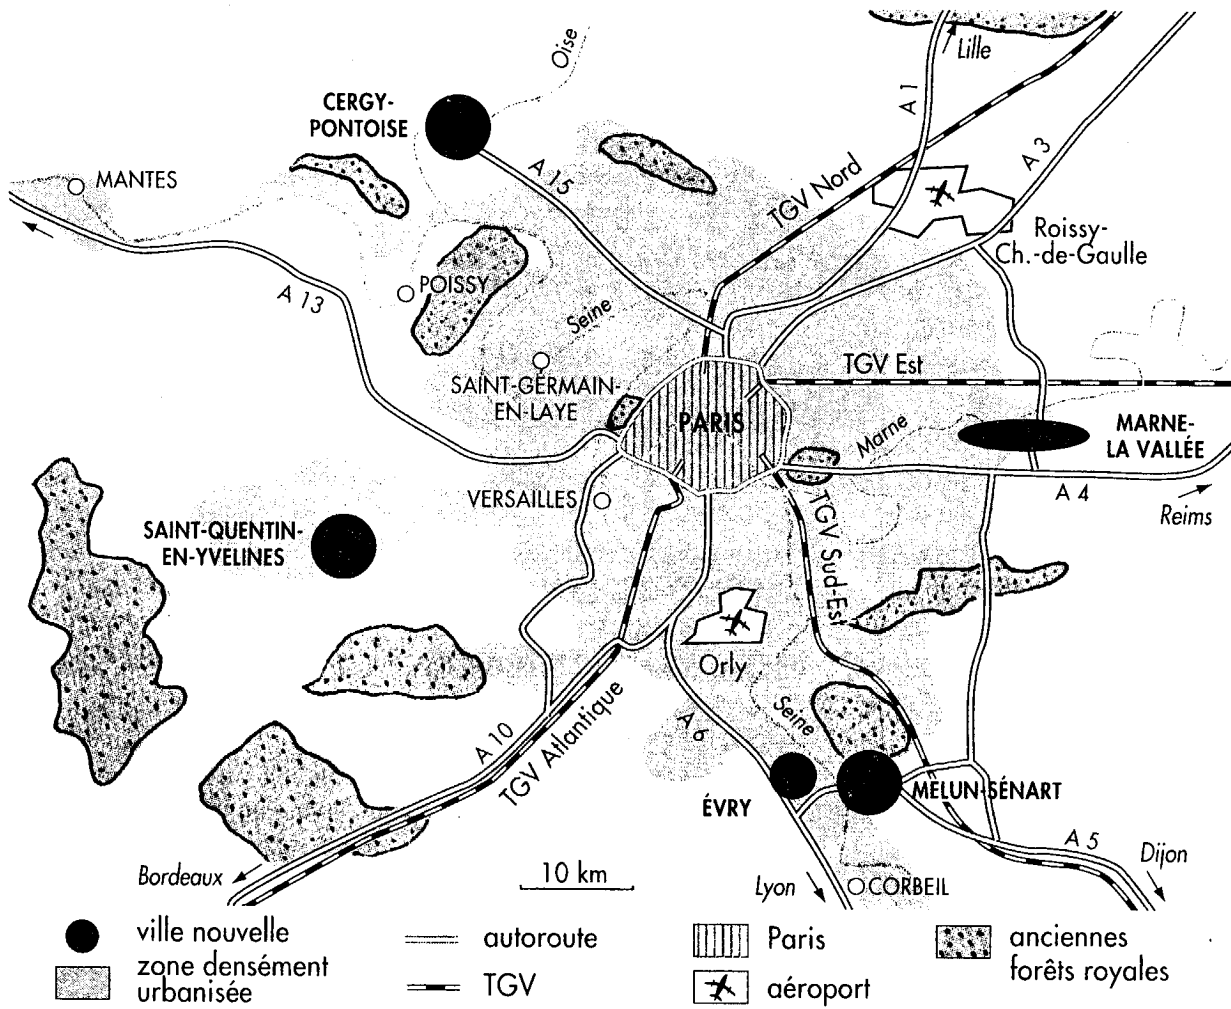 Oise
Lille
CERGY-
PONTOISE
A 1
A 15
A 3
MANTES
TGV Nord
Roissy-
Ch.-de-Gaulle
POISSY
A 13
Seine
TGV Est
SAINT-GERMAIN-
EN-LAYE
PARIS
Marne
MARNE-
LA VALLÉE
VERSAILLES
A 4
Reims
SAINT-QUENTIN-
EN-YVELINES
TGV Sud-Est
Orly
Seine
A 6
A 10
TGV Atlantique
ÉVRY
MELUN-SÉNART
A 5
Dijon
Bordeaux
10 km
Lyon
CORBEIL
ville nouvelle
zone densément
urbanisée
autoroute
TGV
Paris
aéroport
anciennes
forêts royales